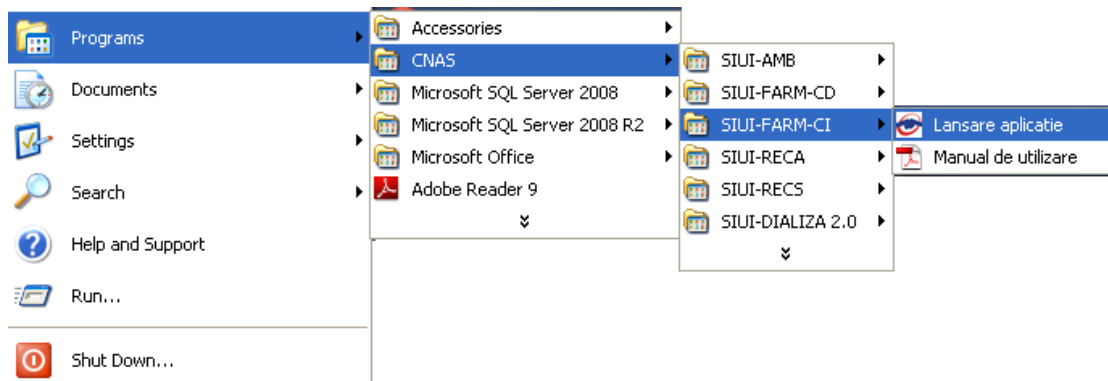 Programs
Documents
Settings
Search
Help and Support
Run...
Shut Down...
Accessories
CNAS
Microsoft SQL Server 2008
Microsoft SQL Server 2008 R2
Microsoft Office
Adobe Reader 9
SIUI-AMB
SIUI-FARM-CD
SIUI-FARM-CI
SIUI-RECA
SIUI-RECS
SIUI-DIALIZA 2.0
Lansare aplicatie
Manual de utilizare